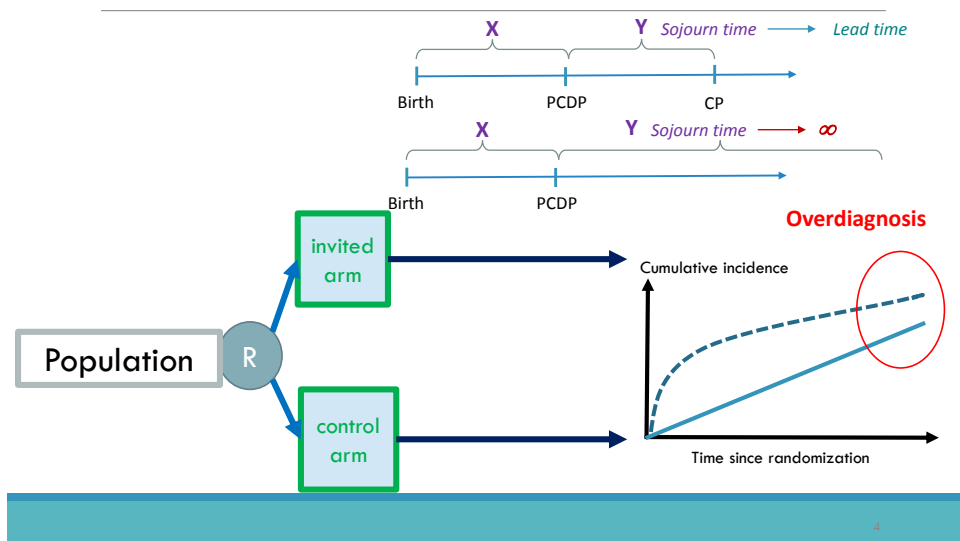 X
Y Sojourn time Lead time
Birth PCDP CP
X
Y Sojourn time ∞
Birth PCDP
Overdiagnosis
invited
arm
Cumulative incidence
Population R
control
arm
Time since randomization
4